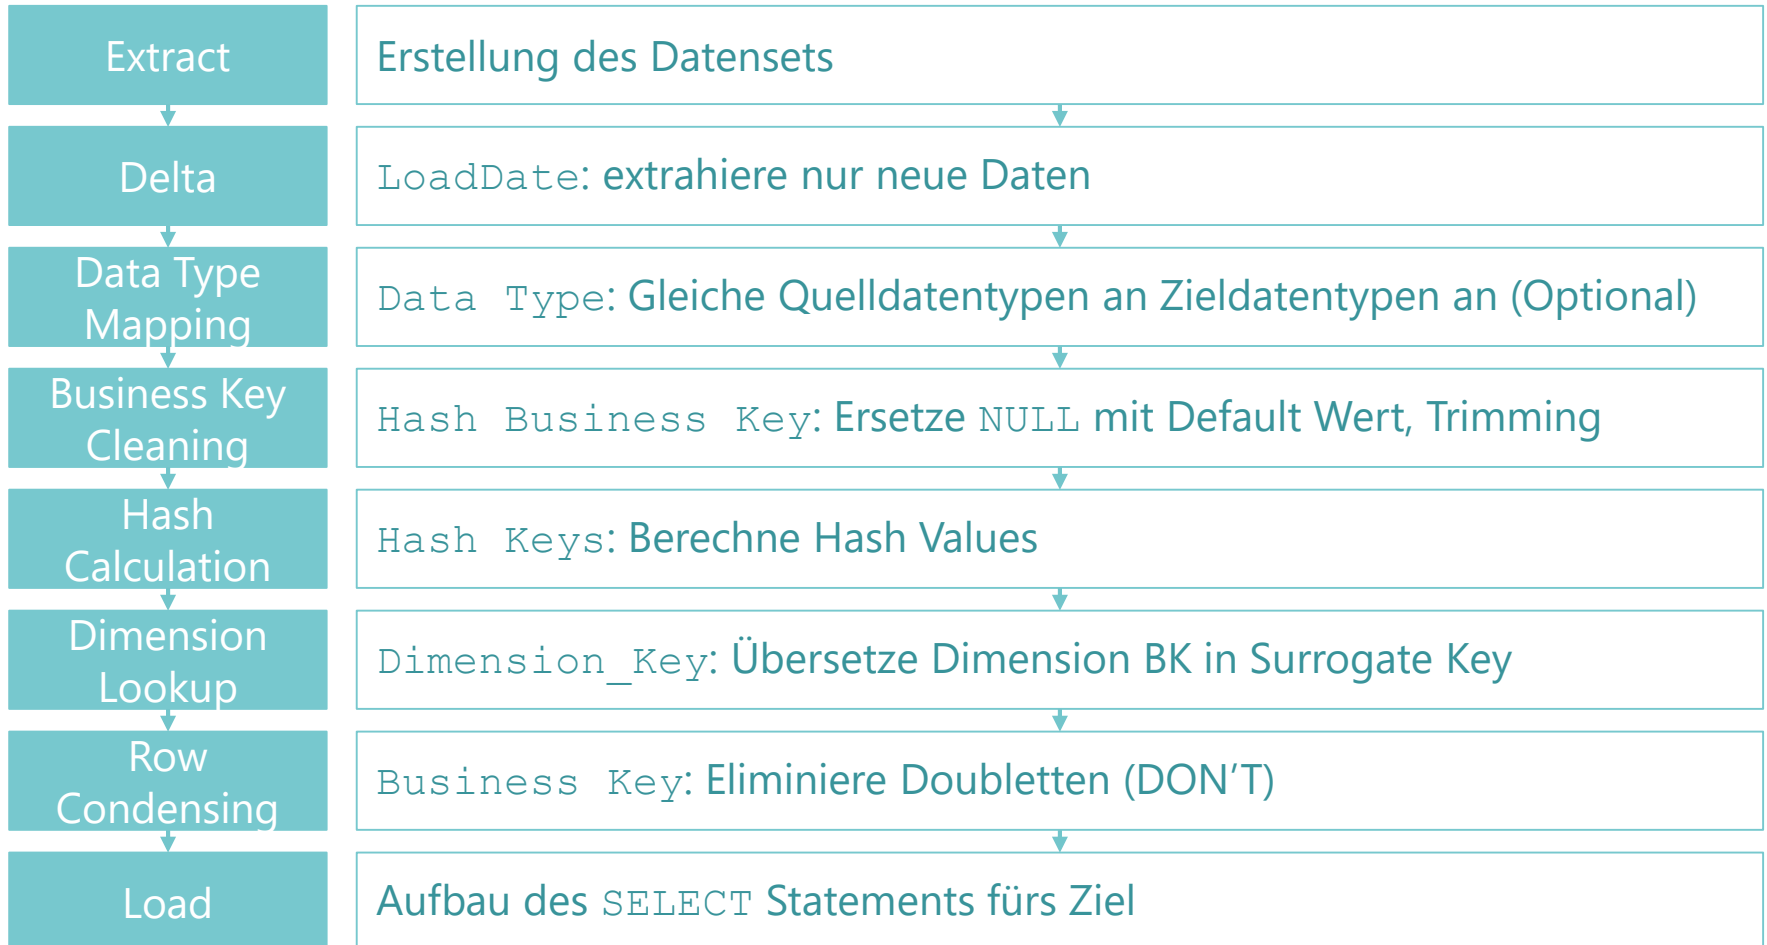 Extract
Erstellung des Datensets
Delta
LoadDate: extrahiere nur neue Daten
Data Type
Mapping
Data Type: Gleiche Quelldatentypen an Zieldatentypen an (Optional)
Business Key
Cleaning
Hash Business Key: Ersetze NULL mit Default Wert, Trimming
Hash
Calculation
Hash Keys: Berechne Hash Values
Dimension
Lookup
Dimension_Key: Übersetze Dimension BK in Surrogate Key
Row
Condensing
Business Key: Eliminiere Doubletten (DON’T)
Load
Aufbau des SELECT Statements fürs Ziel